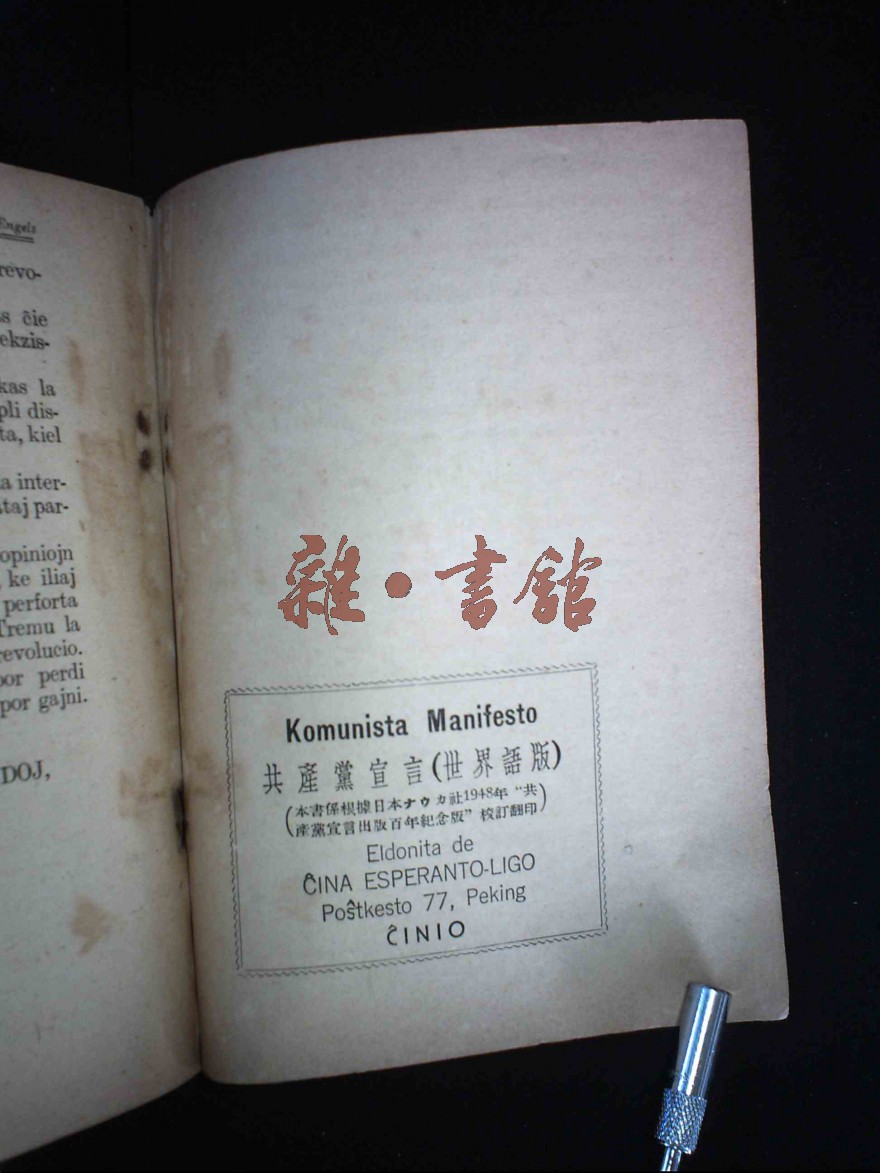 Engels
revo-
s ĉie
ekzis-
kas la
pli dis-
ta, kiel
a inter-
taj par-
opiniojn
, ke iliaj
perforta
Tremu la
revolucio.
por perdi
por gajni.
DOJ,
雜·書館
Komunista Manifesto
共產黨宣言(世界語版)
(本書係根據日本ナウカ社1948年“共
產黨宣言出版百年紀念版”校訂翻印)
Eldonita de
ĈINA ESPERANTO-LIGO
Poŝtkesto 77, Peking
ĈINIO